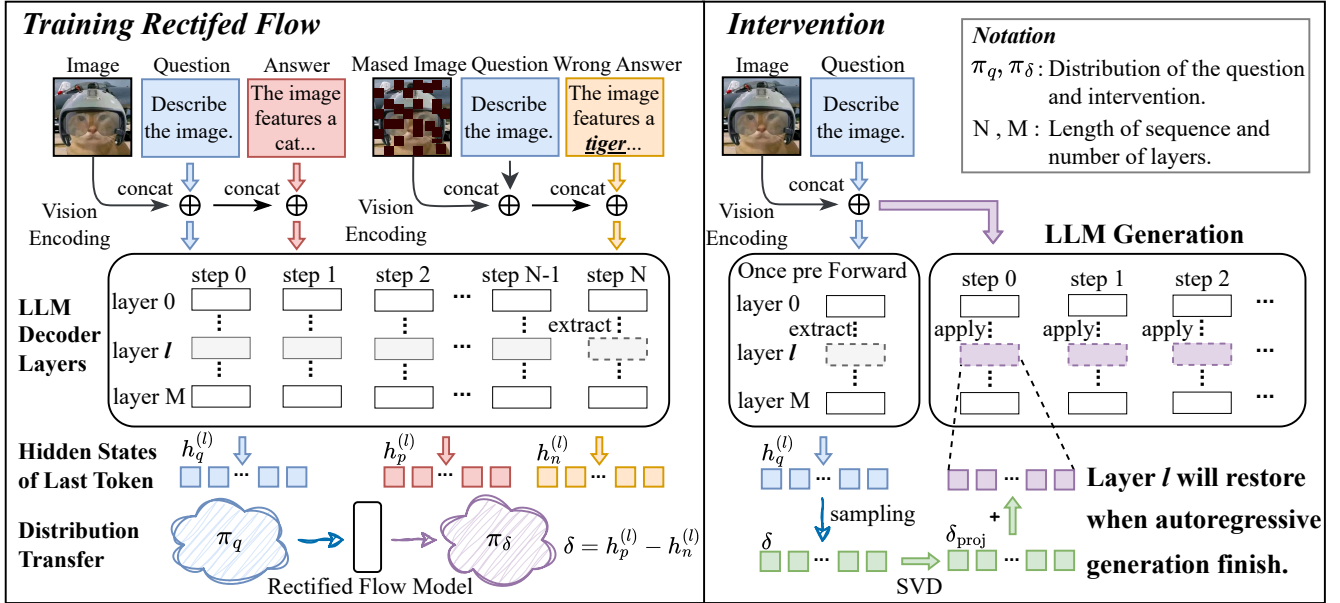 Training Rectifed Flow
Image Question Answer Mased Image Question Wrong Answer
Describe
the image.
The image
features a
cat...
Describe
the image.
The image
features a
tiger...
concat
concat
concat
concat
Vision
Encoding
Vision
Encoding
LLM
Decoder
Layers
step 0 step 1 step 2 ... step N-1 step N
layer 0
extract
layer l
layer M
Hidden States
of Last Token
h_q^{(l)}
h_p^{(l)}
h_n^{(l)}
Distribution
Transfer
π_q
π_δ
δ = h_p^{(l)} − h_n^{(l)}
Rectified Flow Model
Intervention
Image Question
Describe
the image.
concat
Vision
Encoding
Notation
π_q, π_δ : Distribution of the question
and intervention.
N , M : Length of sequence and
number of layers.
LLM Generation
Once pre Forward
layer 0
extract
layer l
layer M
step 0 step 1 step 2 ...
apply apply apply
h_q^{(l)}
sampling
δ
SVD
δ_proj
+
Layer l will restore
when autoregressive
generation finish.